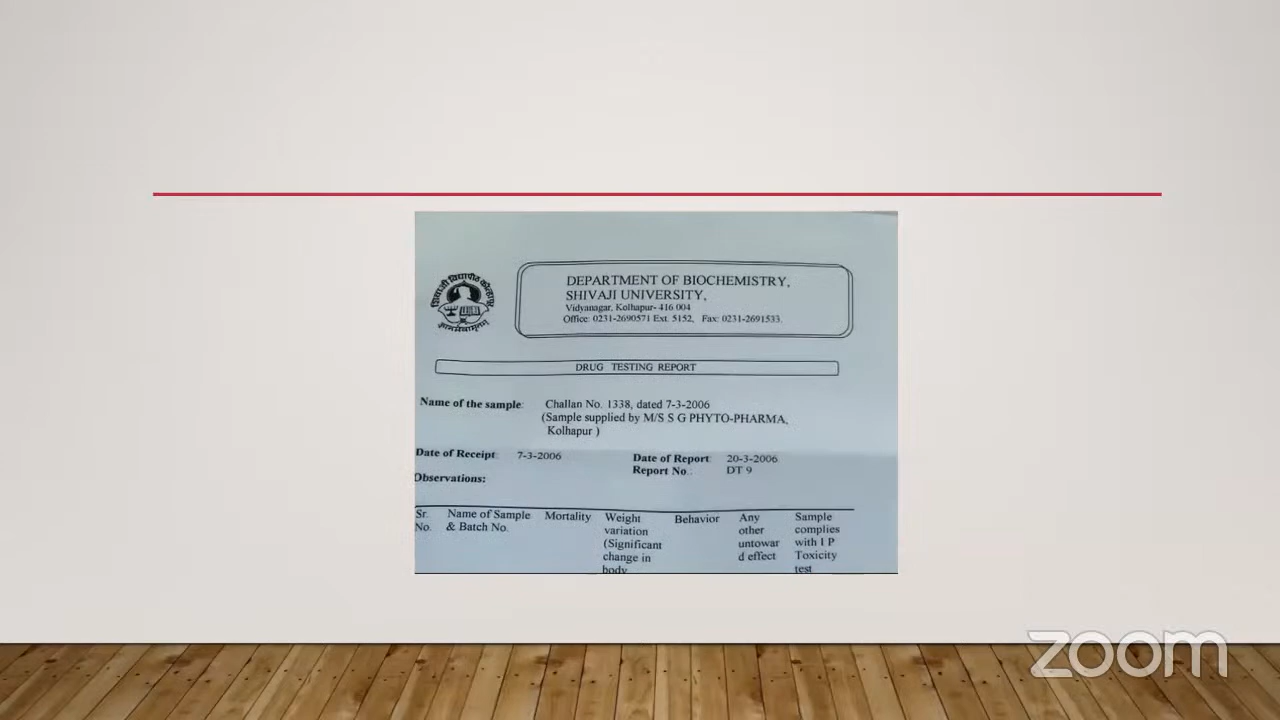 शिवाजी विद्यापीठ कोल्हापूर
DEPARTMENT OF BIOCHEMISTRY,
SHIVAJI UNIVERSITY,
Vidyanagar, Kolhapur- 416 004
Office: 0231-2690571 Ext. 5152, Fax: 0231-2691533.
DRUG TESTING REPORT
Name of the sample: Challan No. 1338, dated 7-3-2006
(Sample supplied by M/S S G PHYTO-PHARMA,
Kolhapur )
Date of Receipt: 7-3-2006 Date of Report: 20-3-2006
Report No.: DT 9
Observations:
Sr. Name of Sample Mortality Weight Behavior Any Sample
No. & Batch No. variation other complies
(Significant untowar with I P
change in d effect Toxicity
body test
zoom